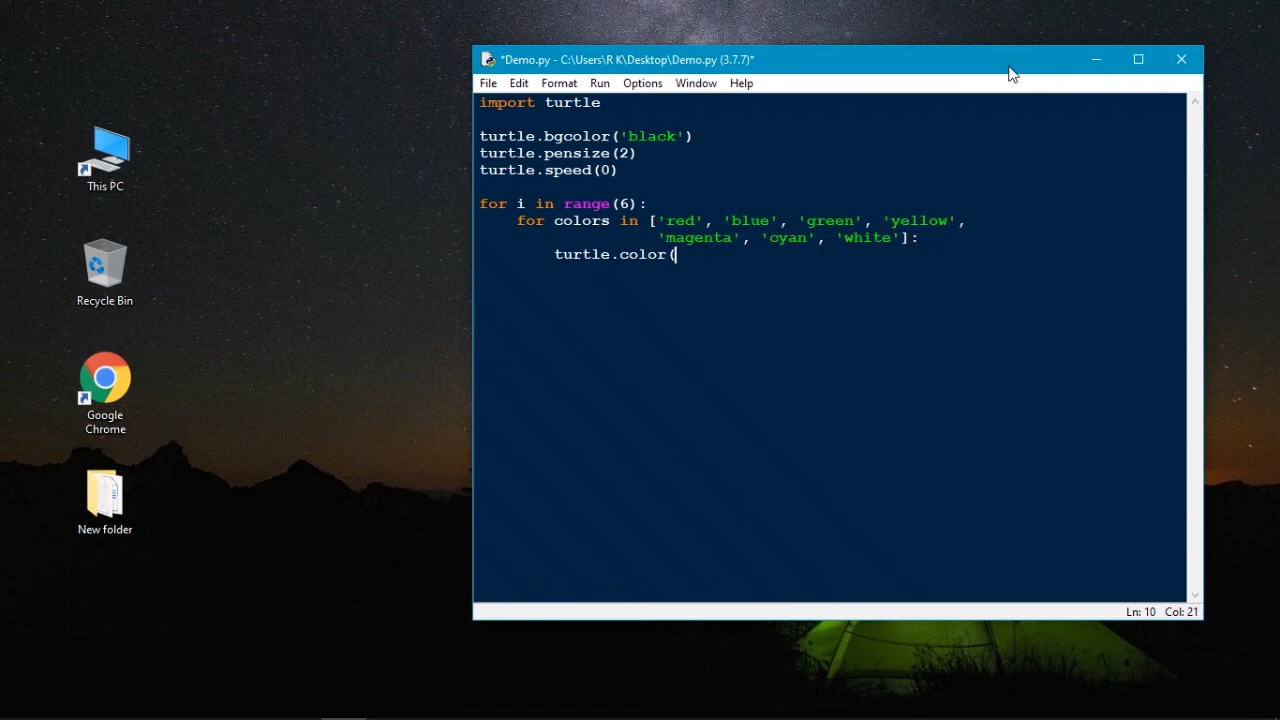 *Demo.py - C:\Users\R K\Desktop\Demo.py (3.7.7)*
File Edit Format Run Options Window Help
import turtle
turtle.bgcolor('black')
turtle.pensize(2)
turtle.speed(0)
for i in range(6):
    for colors in ['red', 'blue', 'green', 'yellow',
                   'magenta', 'cyan', 'white']:
        turtle.color(
Ln: 10 Col: 21
This PC
Recycle Bin
Google
Chrome
New folder